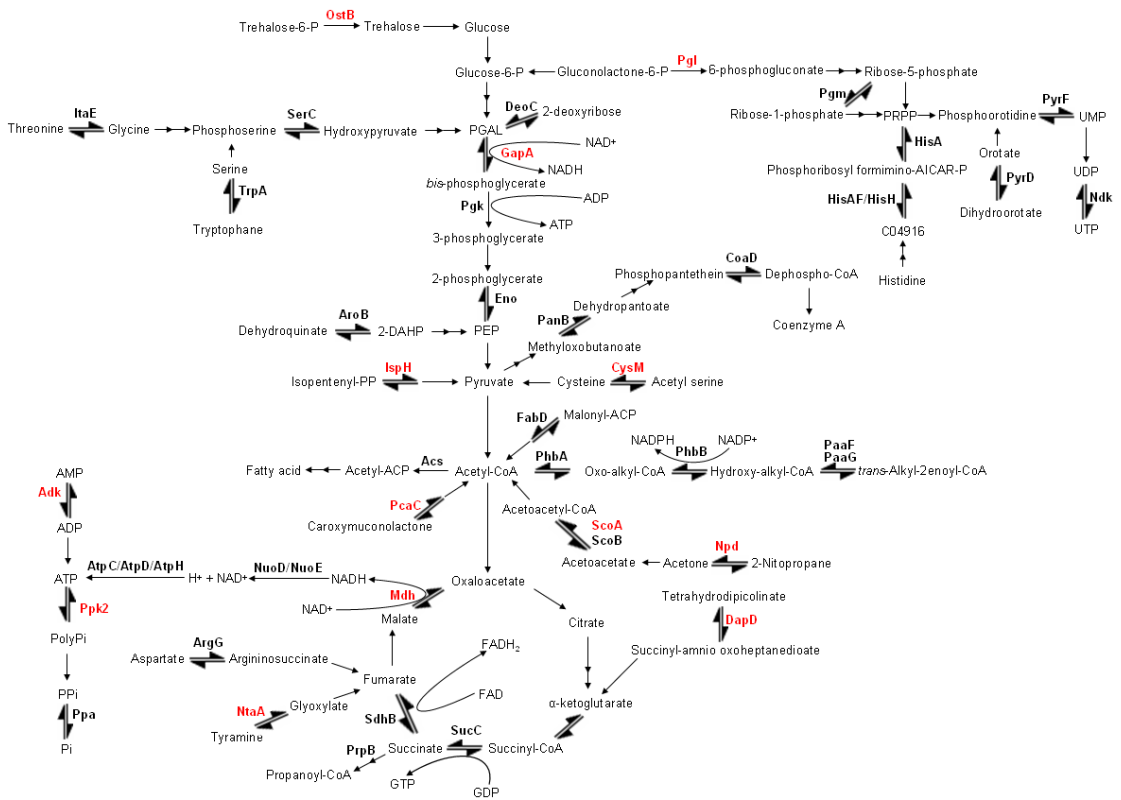 OstB
Trehalose-6-P
Trehalose
Glucose
Glucose-6-P
Gluconolactone-6-P
Pgl
6-phosphogluconate
Ribose-5-phosphate
Pgm
DeoC
2-deoxyribose
Ribose-1-phosphate
PRPP
Phosphoorotidine
PyrF
UMP
ItaE
SerC
Threonine
Glycine
Phosphoserine
Hydroxypyruvate
PGAL
NAD+
GapA
NADH
HisA
Orotate
Serine
TrpA
Phosphoribosyl formimino-AICAR-P
PyrD
UDP
bis-phosphoglycerate
Pgk
ADP
ATP
HisAF/HisH
Ndk
Dihydroorotate
Tryptophane
3-phosphoglycerate
C04916
UTP
CoaD
2-phosphoglycerate
Phosphopantethein
Dephospho-CoA
Histidine
Eno
Dehydropantoate
AroB
PanB
Dehydroquinate
2-DAHP
PEP
Coenzyme A
Methyloxobutanoate
IspH
CysM
Isopentenyl-PP
Pyruvate
Cysteine
Acetyl serine
FabD
Malonyl-ACP
NADPH
NADP+
PhbB
PaaF
PaaG
Acs
PhbA
Fatty acid
Acetyl-ACP
Acetyl-CoA
Oxo-alkyl-CoA
Hydroxy-alkyl-CoA
trans-Alkyl-2enoyl-CoA
AMP
Adk
ADP
PcaC
Caroxymuconolactone
Acetoacetyl-CoA
ScoA
ScoB
Npd
Acetoacetate
Acetone
2-Nitopropane
AtpC/AtpD/AtpH
NuoD/NuoE
ATP
H+ + NAD+
NADH
Oxaloacetate
Ppk2
NAD+
Mdh
Malate
Tetrahydrodipicolinate
Citrate
DapD
PolyPi
ArgG
Aspartate
Argininosuccinate
FADH2
Succinyl-amnio oxoheptanedioate
Fumarate
PPi
FAD
Glyoxylate
α-ketoglutarate
NtaA
Ppa
SdhB
Tyramine
Pi
SucC
PrpB
Succinate
Succinyl-CoA
Propanoyl-CoA
GTP
GDP